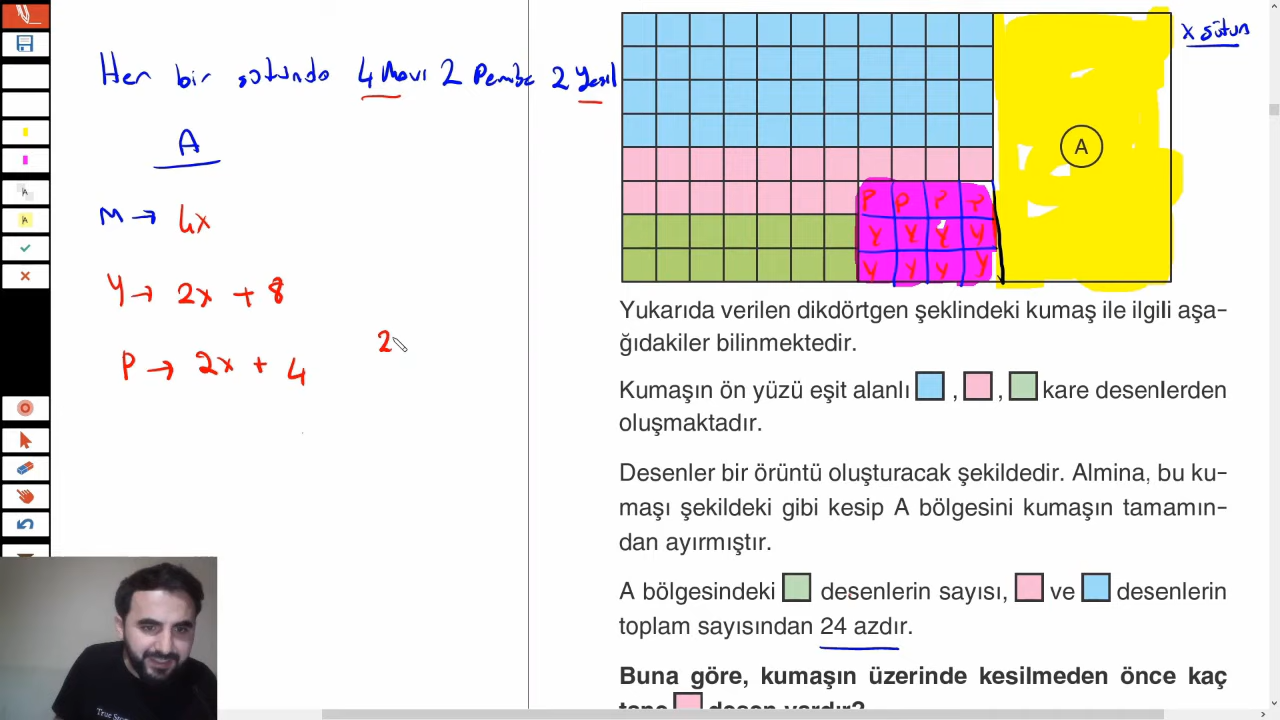 Her bir sütunda 4 Mavi 2 Pembe 2 Yeşil
x sütun
A
M → 4x
Y → 2x + 8
P → 2x + 4
2
A
P P P P
Y Y Y Y
Y Y Y Y
Yukarıda verilen dikdörtgen şeklindeki kumaş ile ilgili aşa-
ğıdakiler bilinmektedir.
Kumaşın ön yüzü eşit alanlı , , kare desenlerden
oluşmaktadır.
Desenler bir örüntü oluşturacak şekildedir. Almina, bu ku-
maşı şekildeki gibi kesip A bölgesini kumaşın tamamın-
dan ayırmıştır.
A bölgesindeki desenlerin sayısı, ve desenlerin
toplam sayısından 24 azdır.
Buna göre, kumaşın üzerinde kesilmeden önce kaç
tane desen vardır?